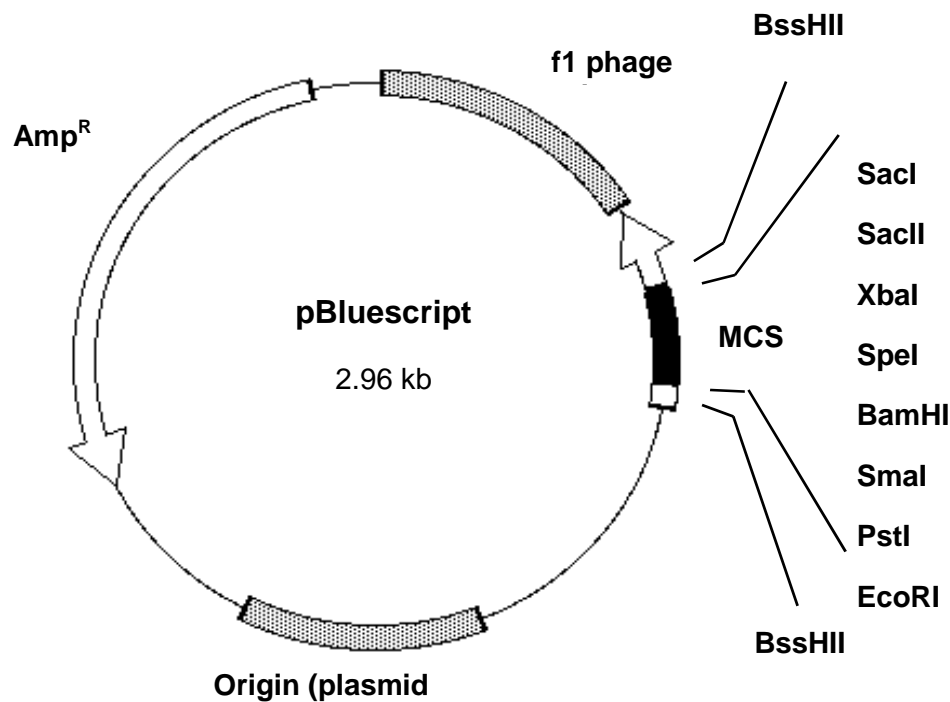 BssHII
f1 phage
Amp^R
SacI
SacII
XbaI
pBluescript
MCS
SpeI
2.96 kb
BamHI
SmaI
PstI
EcoRI
BssHII
Origin (plasmid